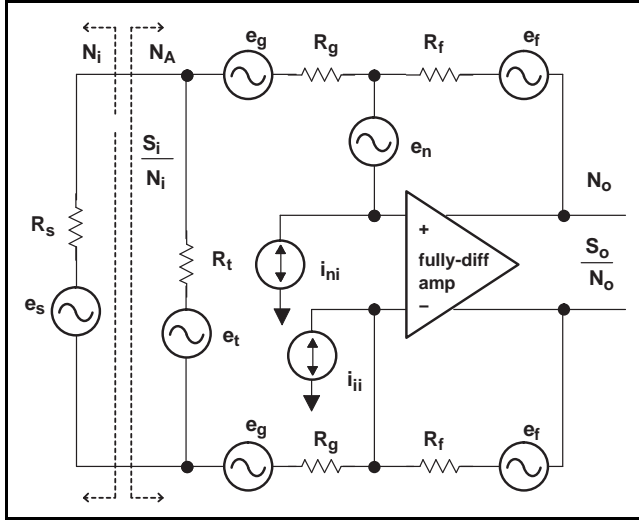 N_i N_A e_g R_g R_f e_f
S_i
N_i
e_n
N_o
R_s
R_t
+
fully-diff
amp
−
i_ni
S_o
N_o
e_s
e_t
i_ii
e_g R_g R_f e_f